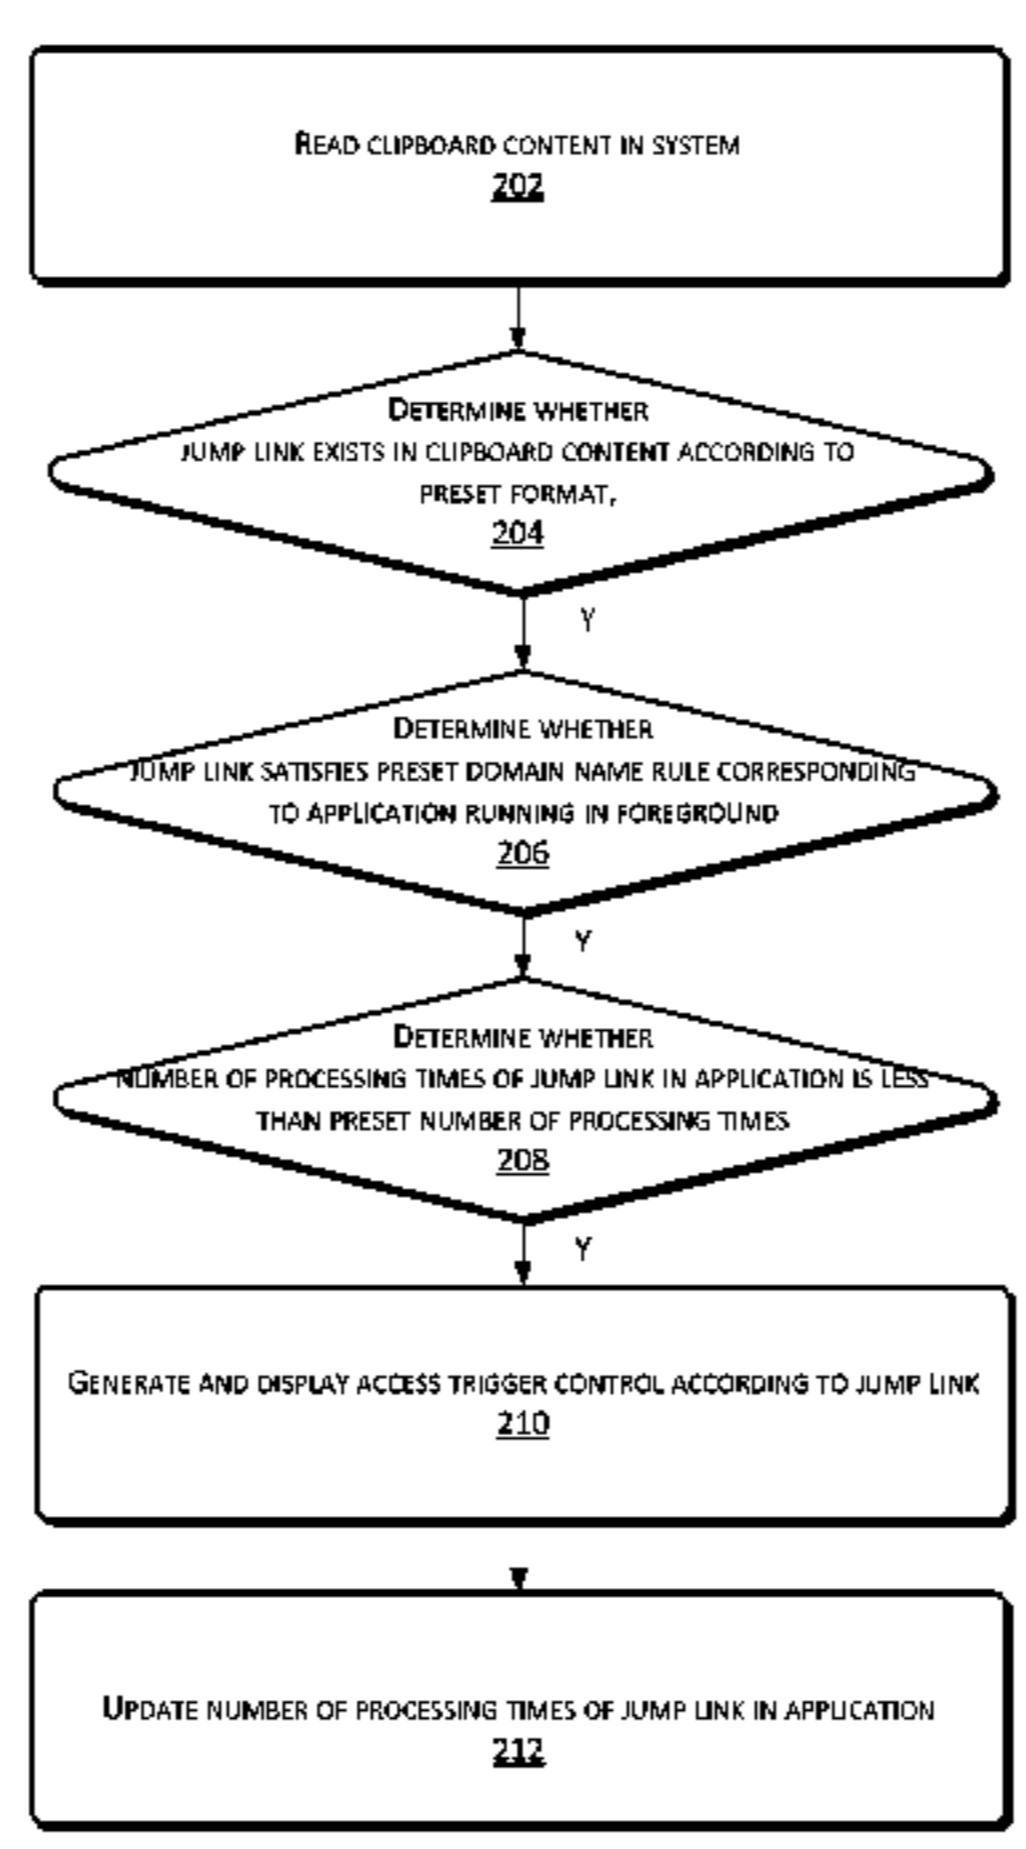 READ CLIPBOARD CONTENT IN SYSTEM
202
DETERMINE WHETHER
JUMP LINK EXISTS IN CLIPBOARD CONTENT ACCORDING TO
PRESET FORMAT,
204
Y
DETERMINE WHETHER
JUMP LINK SATISFIES PRESET DOMAIN NAME RULE CORRESPONDING
TO APPLICATION RUNNING IN FOREGROUND
206
Y
DETERMINE WHETHER
NUMBER OF PROCESSING TIMES OF JUMP LINK IN APPLICATION IS LESS
THAN PRESET NUMBER OF PROCESSING TIMES
208
Y
GENERATE AND DISPLAY ACCESS TRIGGER CONTROL ACCORDING TO JUMP LINK
210
UPDATE NUMBER OF PROCESSING TIMES OF JUMP LINK IN APPLICATION
212